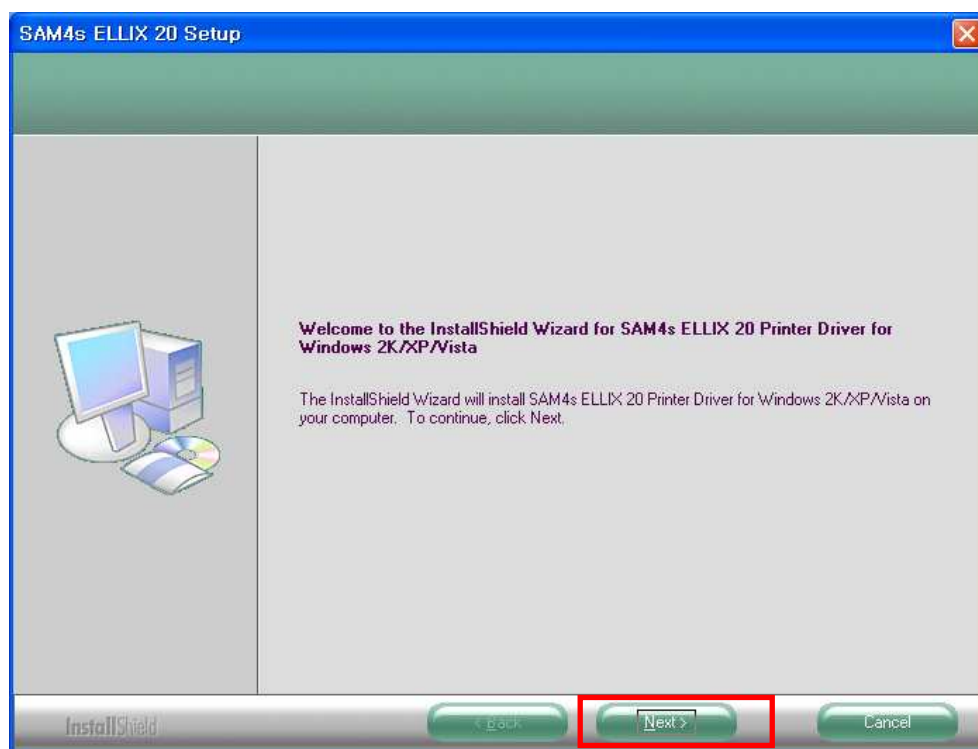 SAM4s ELLIX 20 Setup
Welcome to the InstallShield Wizard for SAM4s ELLIX 20 Printer Driver for
Windows 2K/XP/Vista
The InstallShield Wizard will install SAM4s ELLIX 20 Printer Driver for Windows 2K/XP/Vista on
your computer. To continue, click Next.
InstallShield
< Back
Next >
Cancel